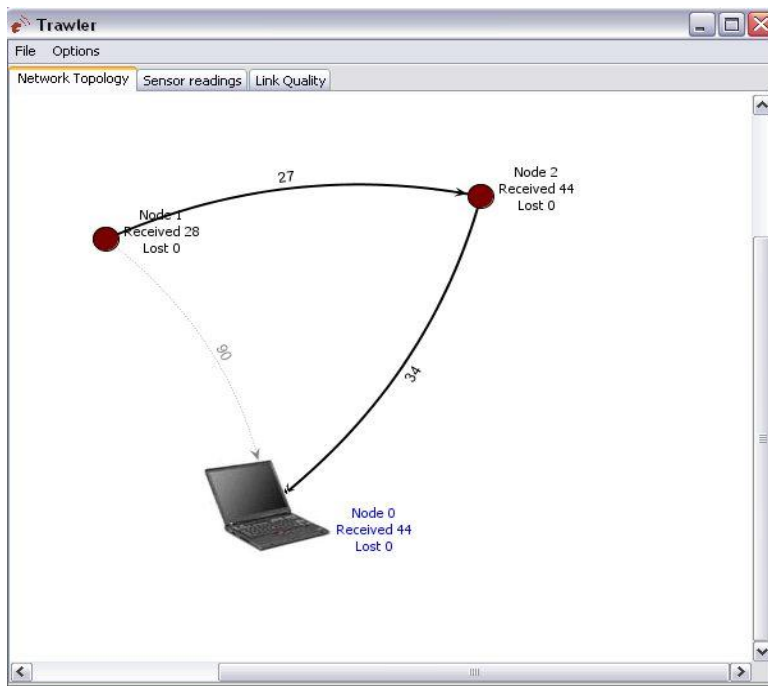 Trawler
File Options
Network Topology Sensor readings Link Quality
27
Node 2
Received 44
Lost 0
Node 1
Received 28
Lost 0
90
34
Node 0
Received 44
Lost 0